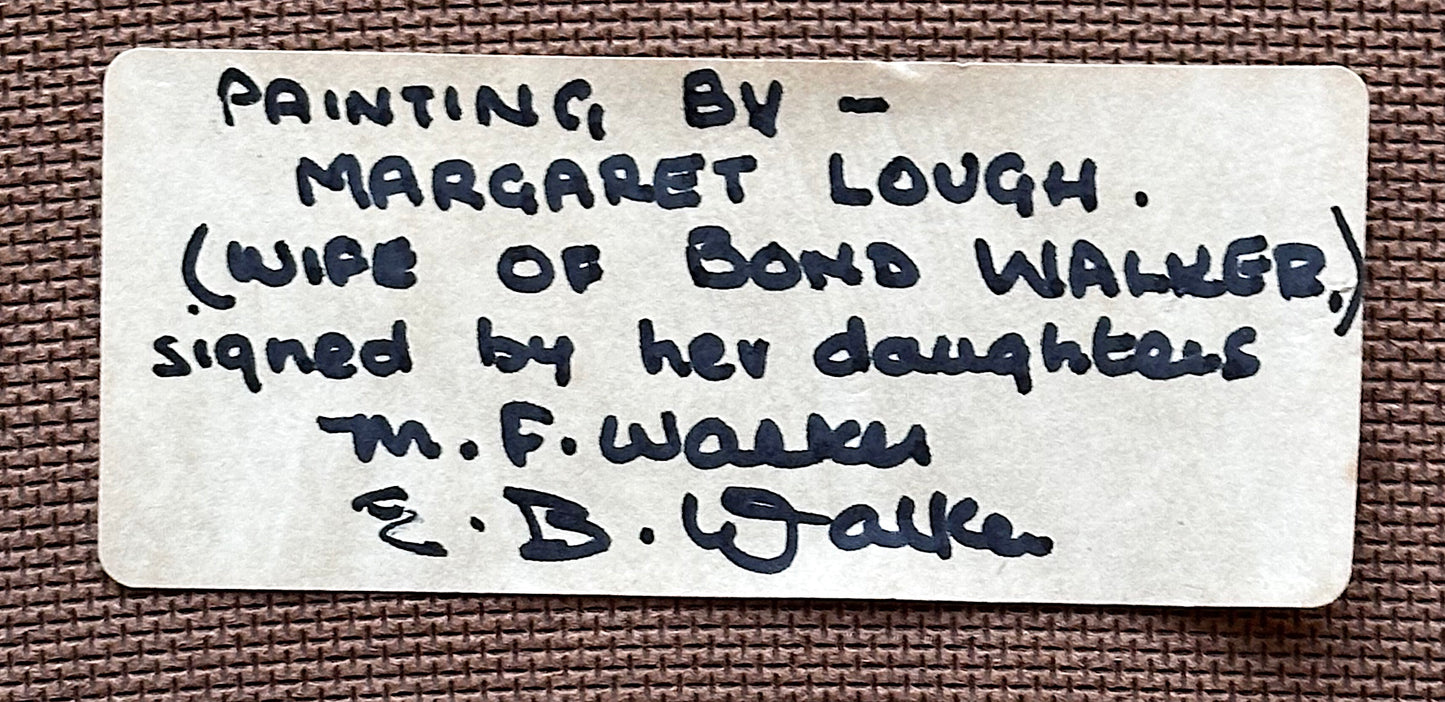 PAINTING BY -
MARGARET LOUGH.
(WIFE OF BOND WALKER.)
signed by her daughters
M. F. Walker
E. B. Walker